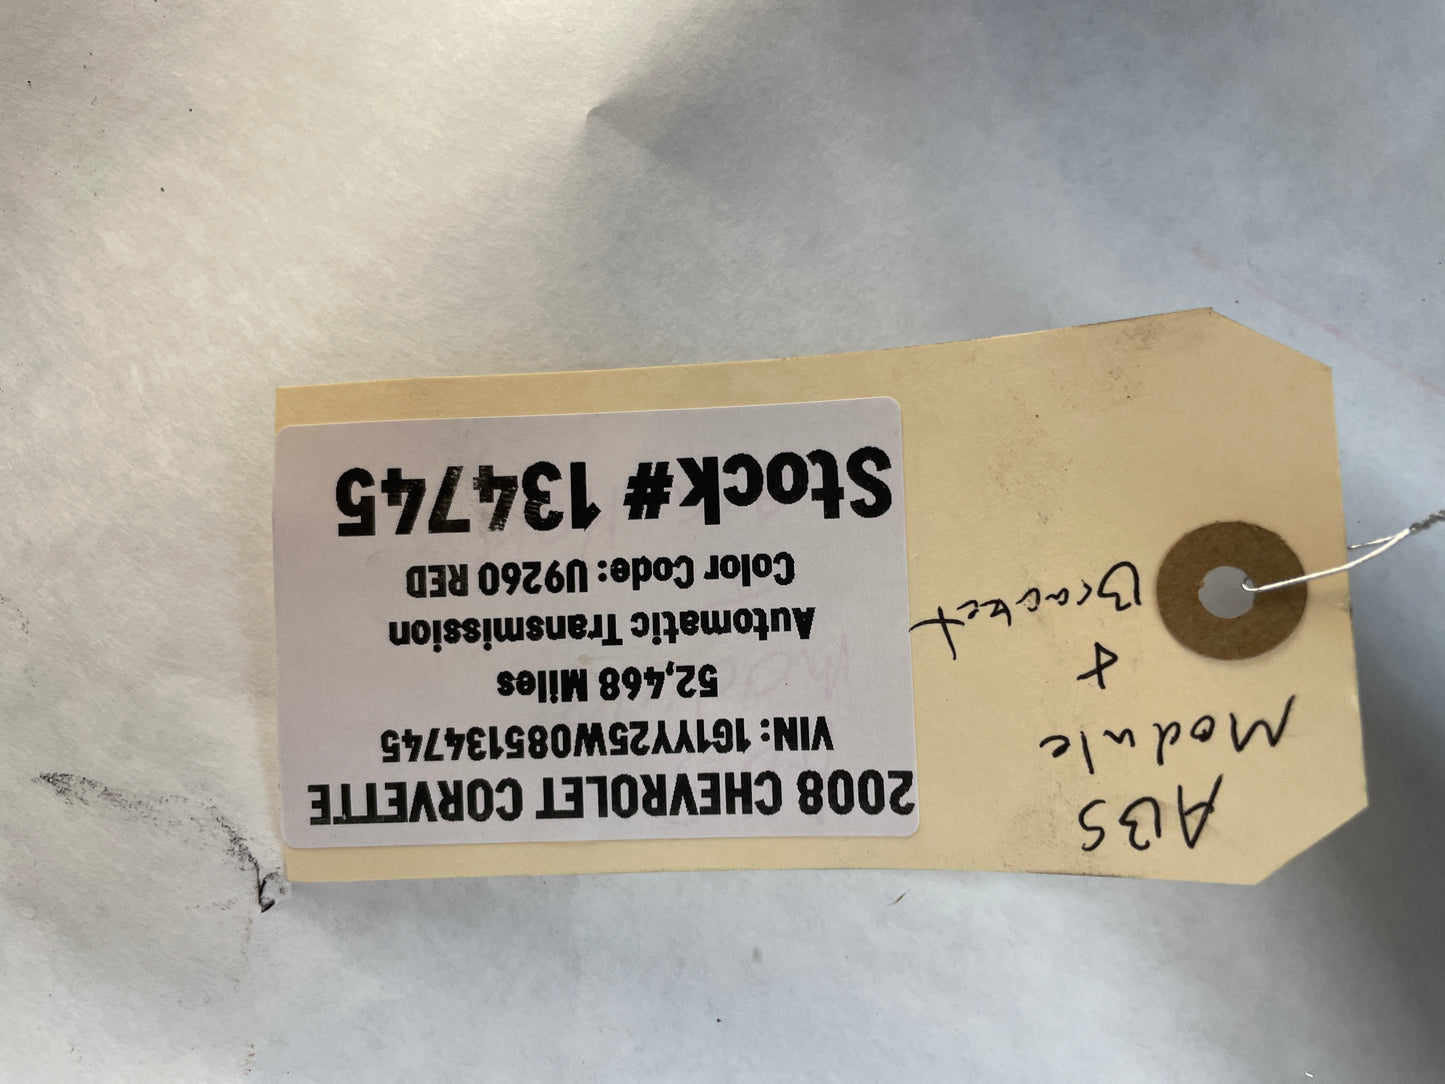 2008 CHEVROLET CORVETTE
VIN: 1G1YY25W085134745
52,468 Miles
Automatic Transmission
Color Code: U9260 RED
Stock# 134745
ABS
Module
+
Bracket